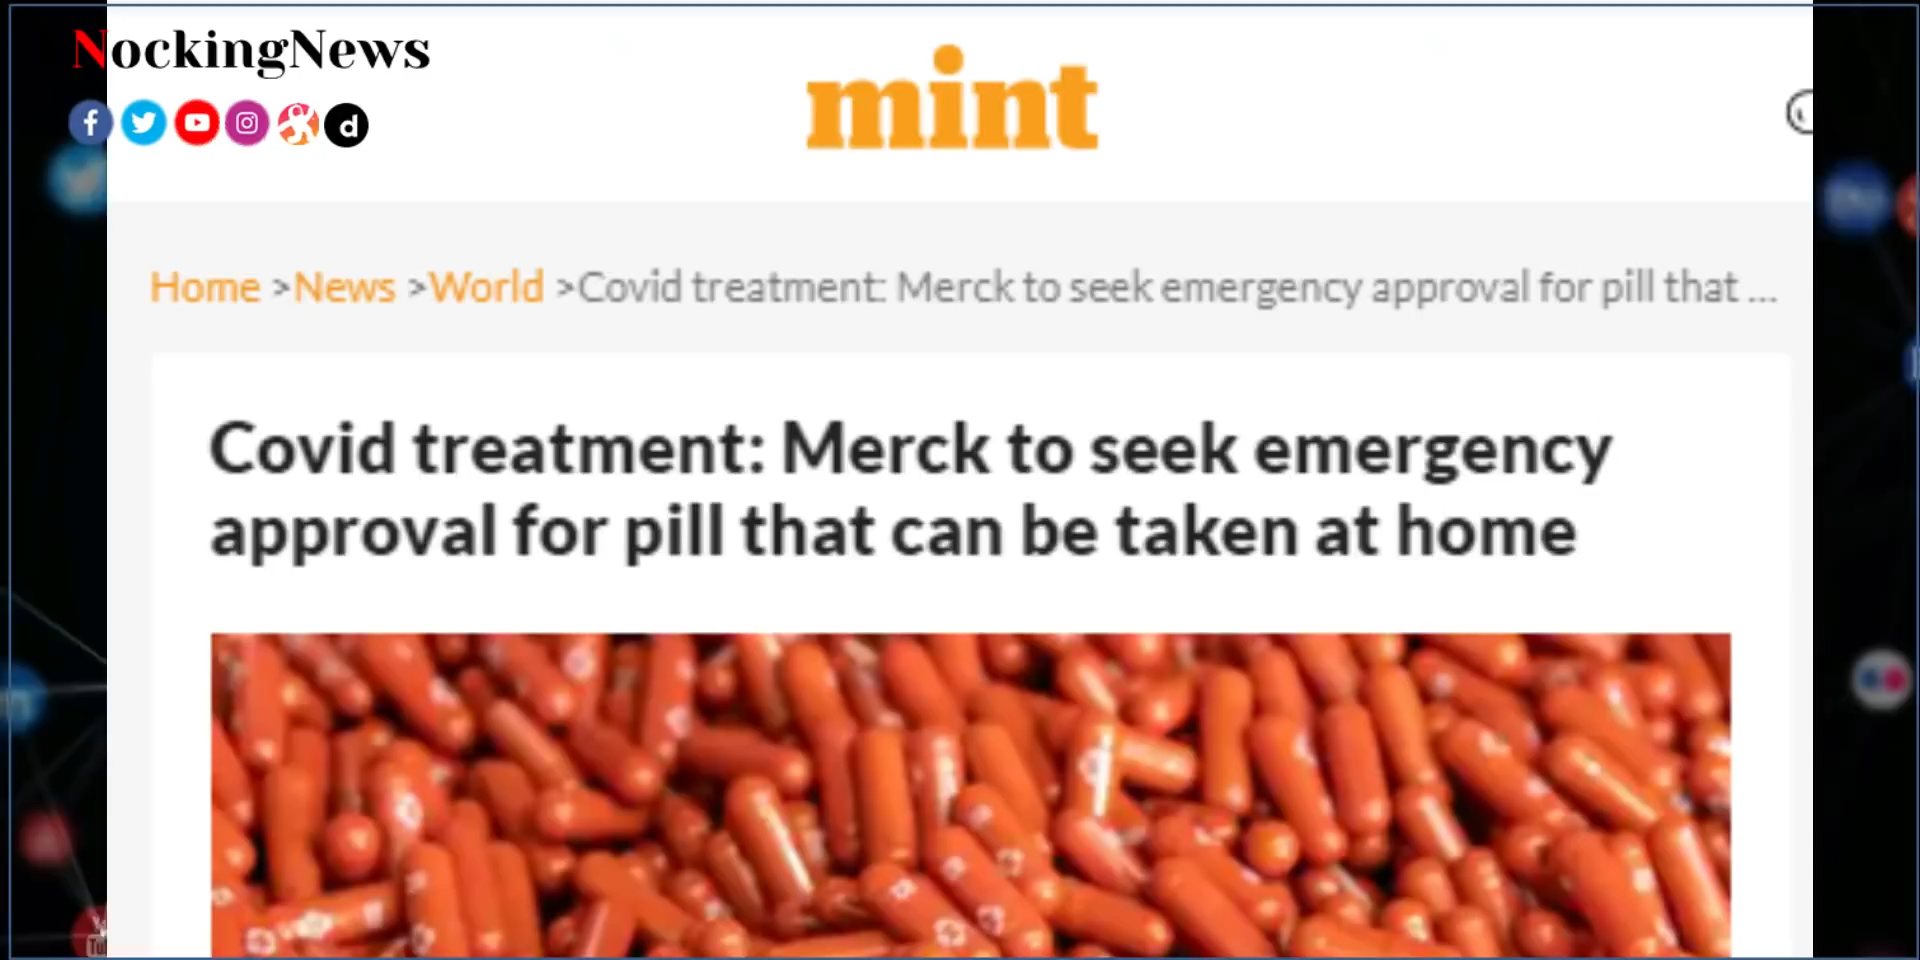 NockingNews
mint
Home >News >World >Covid treatment: Merck to seek emergency approval for pill that ...
Covid treatment: Merck to seek emergency
approval for pill that can be taken at home